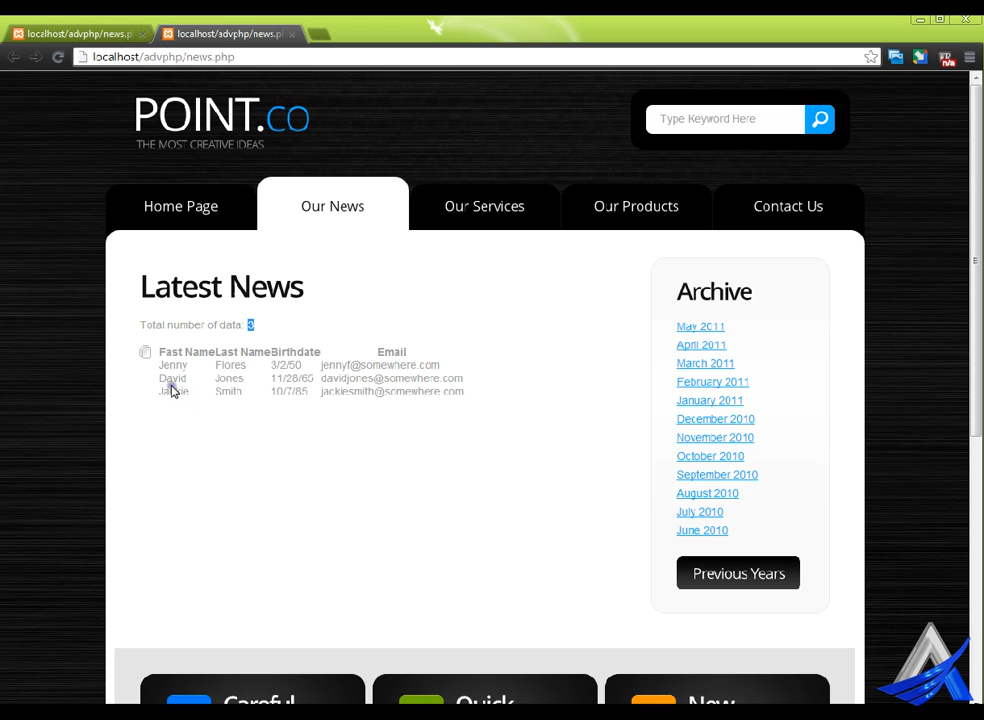 localhost/advphp/news.p
localhost/advphp/news.p
localhost/advphp/news.php
POINT.CO
THE MOST CREATIVE IDEAS
Type Keyword Here
Home Page
Our News
Our Services
Our Products
Contact Us
Latest News
Total number of data: 3
Fast Name Last Name Birthdate Email
Jenny Flores 3/2/50 jennyf@somewhere.com
David Jones 11/28/65 davidjones@somewhere.com
Jackie Smith 10/7/85 jackiesmith@somewhere.com
Archive
May 2011
April 2011
March 2011
February 2011
January 2011
December 2010
November 2010
October 2010
September 2010
August 2010
July 2010
June 2010
Previous Years
Careful
Quick
New